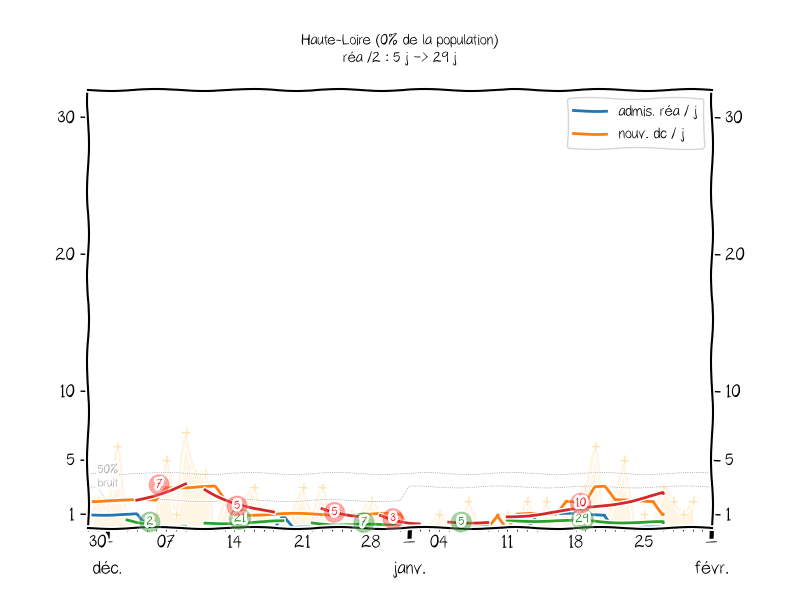 Haute-Loire (0% de la population)
réa /2 : 5 j -> 29 j
admis. réa / j
nouv. dc / j
30 30
20 20
10 10
5 5
1 1
50%
bruit
7 5 5 3 10
2 21 7 5 29
30 07 14 21 28 04 11 18 25
déc. janv. févr.